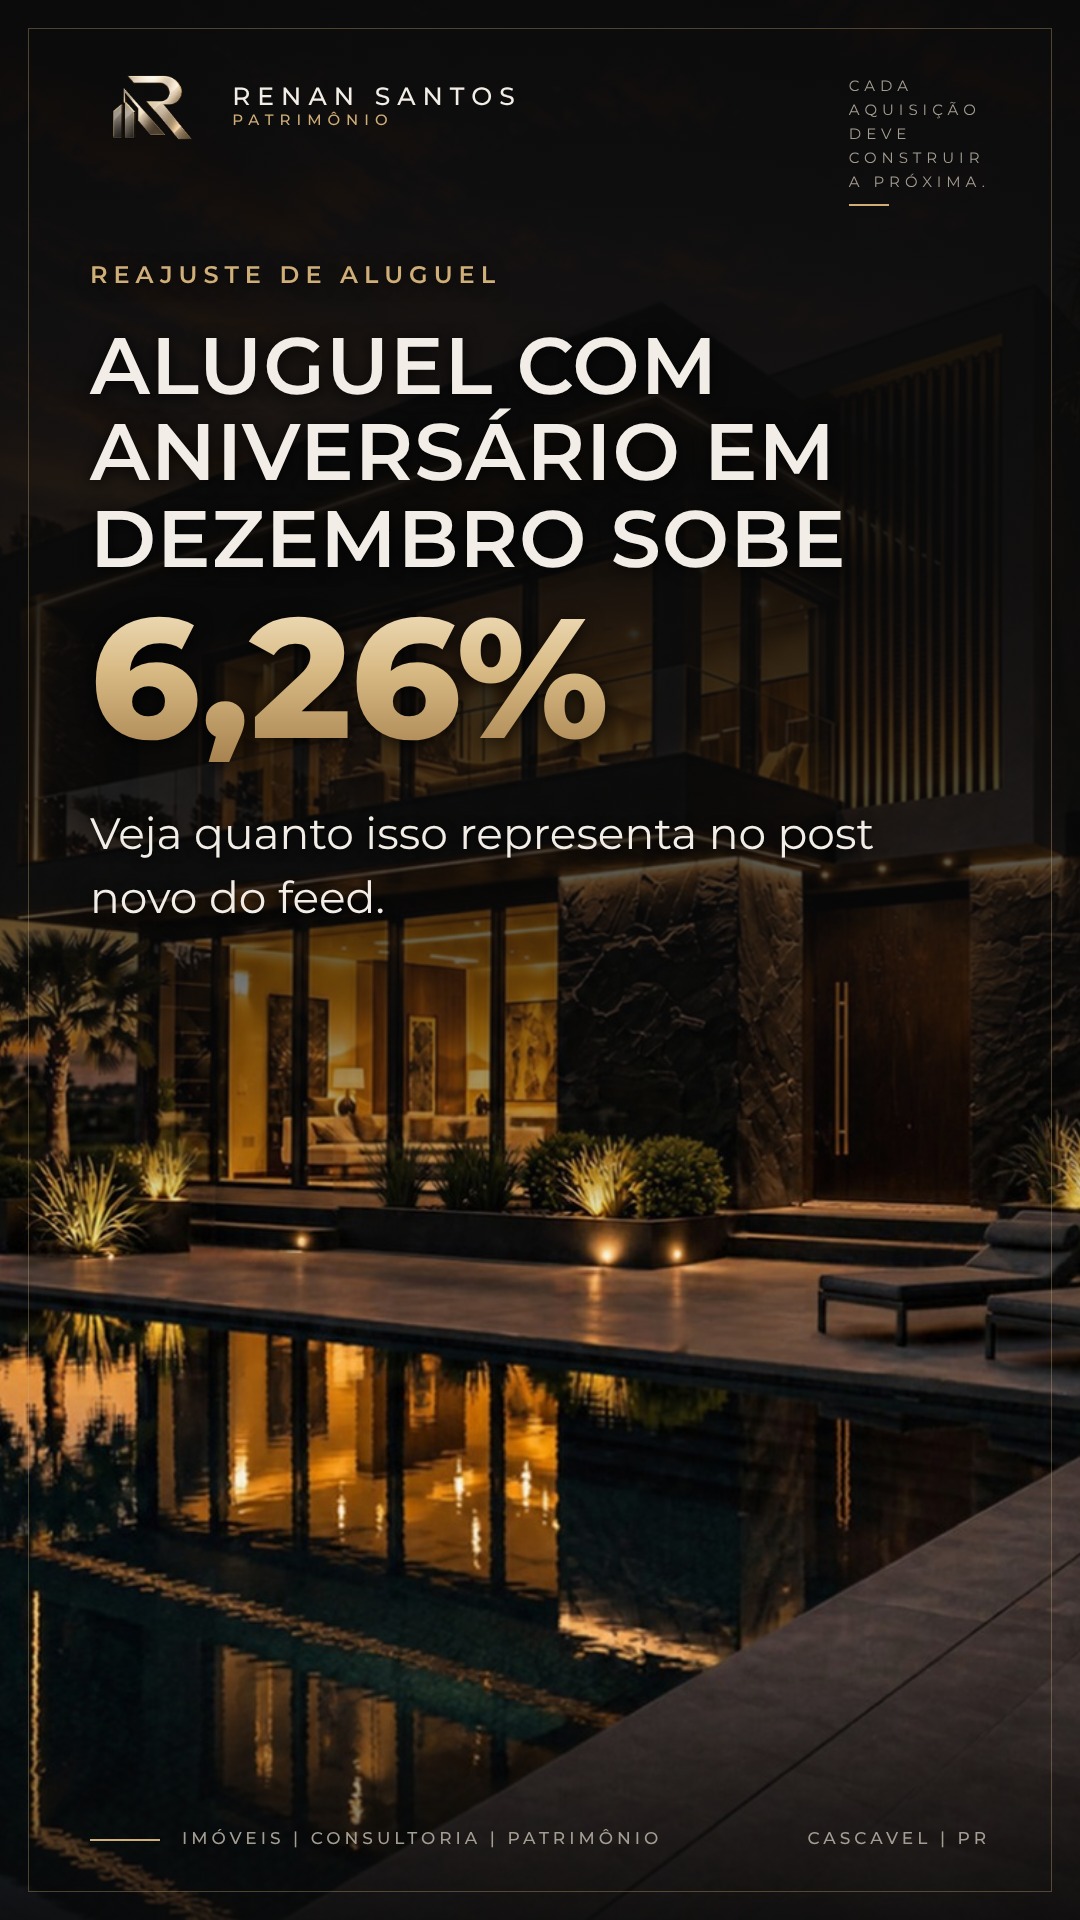 RENAN SANTOS
PATRIMÔNIO
CADA
AQUISIÇÃO
DEVE
CONSTRUIR
A PRÓXIMA.
REAJUSTE DE ALUGUEL
ALUGUEL COM
ANIVERSÁRIO EM
DEZEMBRO SOBE
6,26%
Veja quanto isso representa no post
novo do feed.
IMÓVEIS | CONSULTORIA | PATRIMÔNIO
CASCAVEL | PR